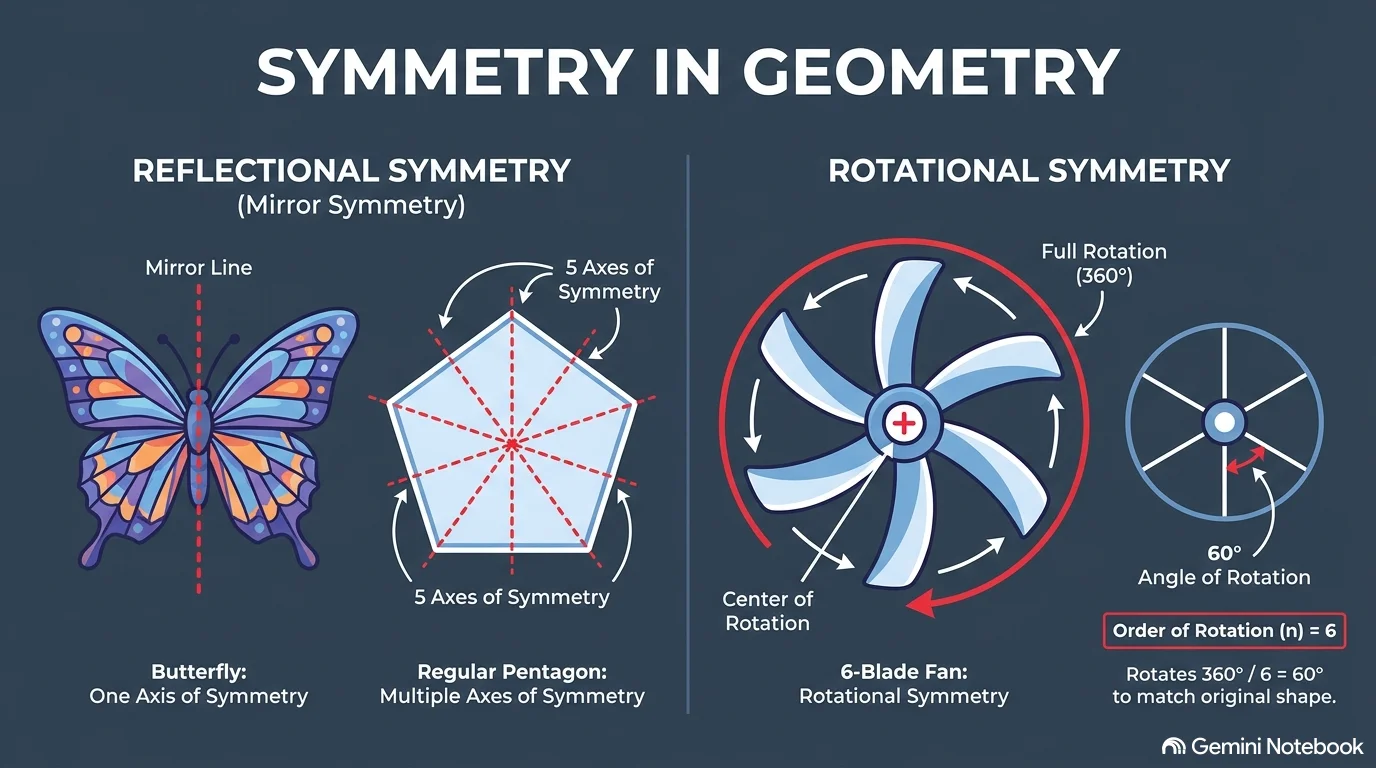 SYMMETRY IN GEOMETRY
REFLECTIONAL SYMMETRY
(Mirror Symmetry)
Mirror Line
5 Axes of
Symmetry
5 Axes of Symmetry
Butterfly:
One Axis of Symmetry
Regular Pentagon:
Multiple Axes of Symmetry
ROTATIONAL SYMMETRY
Full Rotation
(360°)
Center of
Rotation
6-Blade Fan:
Rotational Symmetry
60°
Angle of Rotation
Order of Rotation (n) = 6
Rotates 360° / 6 = 60°
to match original shape.
Gemini Notebook